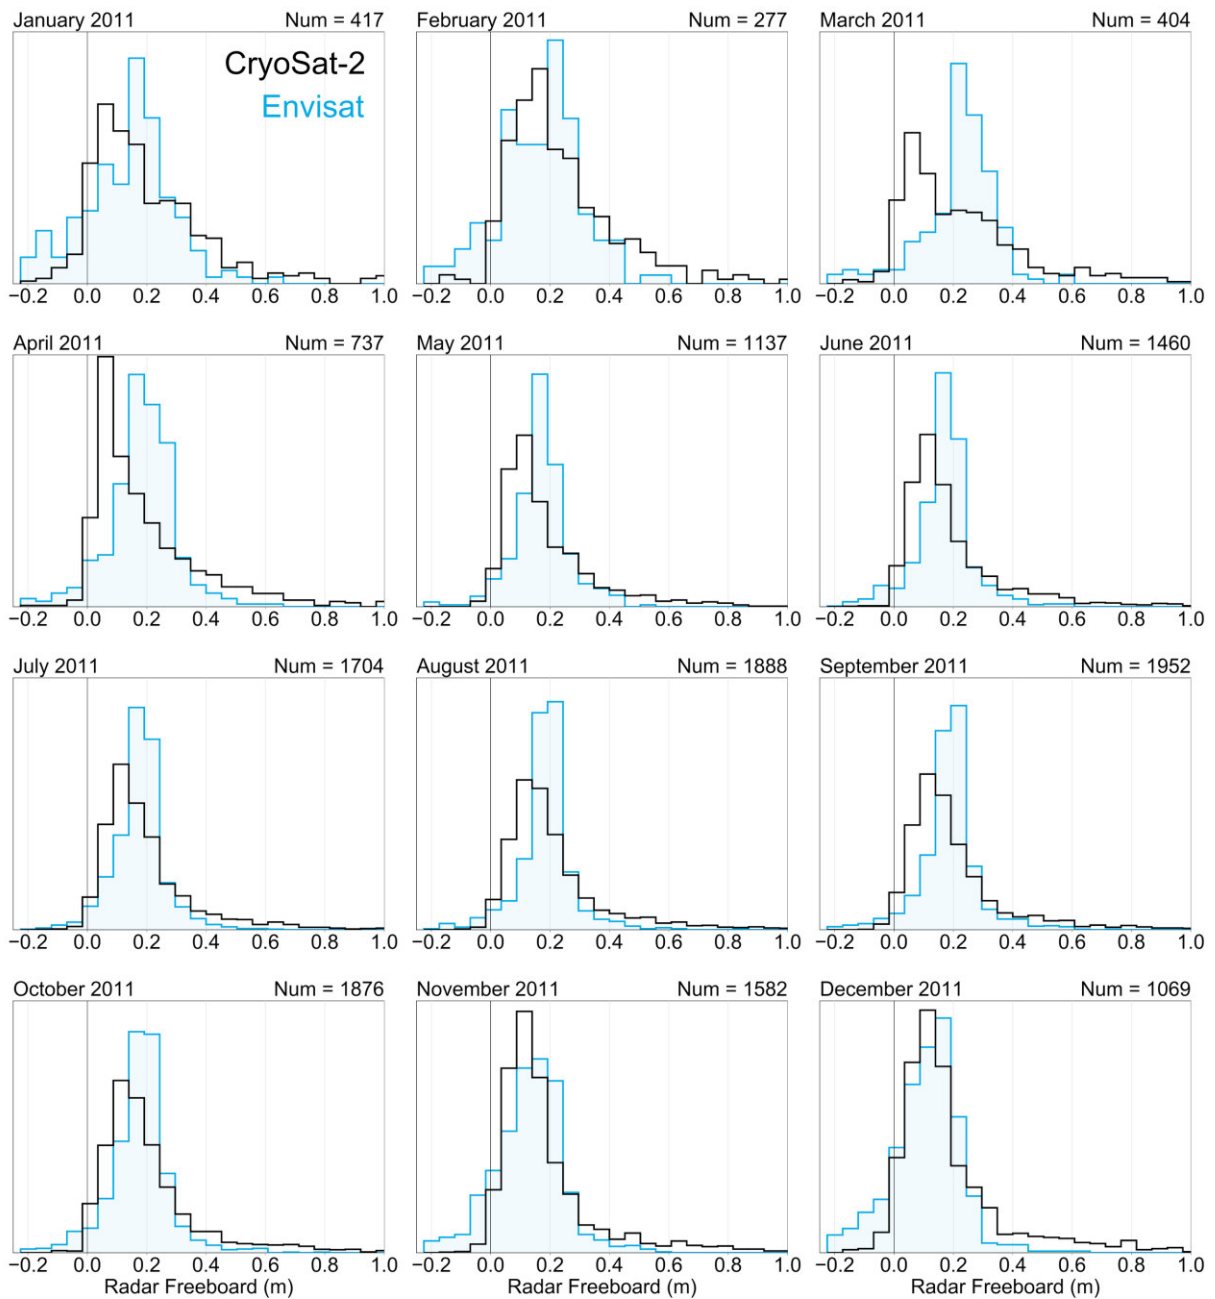 January 2011 Num = 417 February 2011 Num = 277 March 2011 Num = 404
CryoSat-2
Envisat
−0.2 0.0 0.2 0.4 0.6 0.8 1.0 −0.2 0.0 0.2 0.4 0.6 0.8 1.0 −0.2 0.0 0.2 0.4 0.6 0.8 1.0
April 2011 Num = 737 May 2011 Num = 1137 June 2011 Num = 1460
−0.2 0.0 0.2 0.4 0.6 0.8 1.0 −0.2 0.0 0.2 0.4 0.6 0.8 1.0 −0.2 0.0 0.2 0.4 0.6 0.8 1.0
July 2011 Num = 1704 August 2011 Num = 1888 September 2011 Num = 1952
−0.2 0.0 0.2 0.4 0.6 0.8 1.0 −0.2 0.0 0.2 0.4 0.6 0.8 1.0 −0.2 0.0 0.2 0.4 0.6 0.8 1.0
October 2011 Num = 1876 November 2011 Num = 1582 December 2011 Num = 1069
−0.2 0.0 0.2 0.4 0.6 0.8 1.0 −0.2 0.0 0.2 0.4 0.6 0.8 1.0 −0.2 0.0 0.2 0.4 0.6 0.8 1.0
Radar Freeboard (m) Radar Freeboard (m) Radar Freeboard (m)